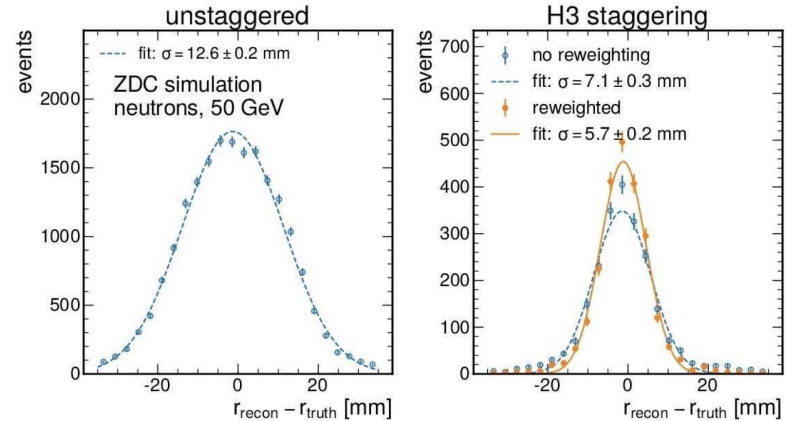 unstaggered
events
fit: σ = 12.6 ± 0.2 mm
ZDC simulation
neutrons, 50 GeV
2000
1500
1000
500
0
-20
0
20
r_recon − r_truth [mm]
H3 staggering
events
no reweighting
fit: σ = 7.1 ± 0.3 mm
reweighted
fit: σ = 5.7 ± 0.2 mm
700
600
500
400
300
200
100
0
-20
0
20
r_recon − r_truth [mm]